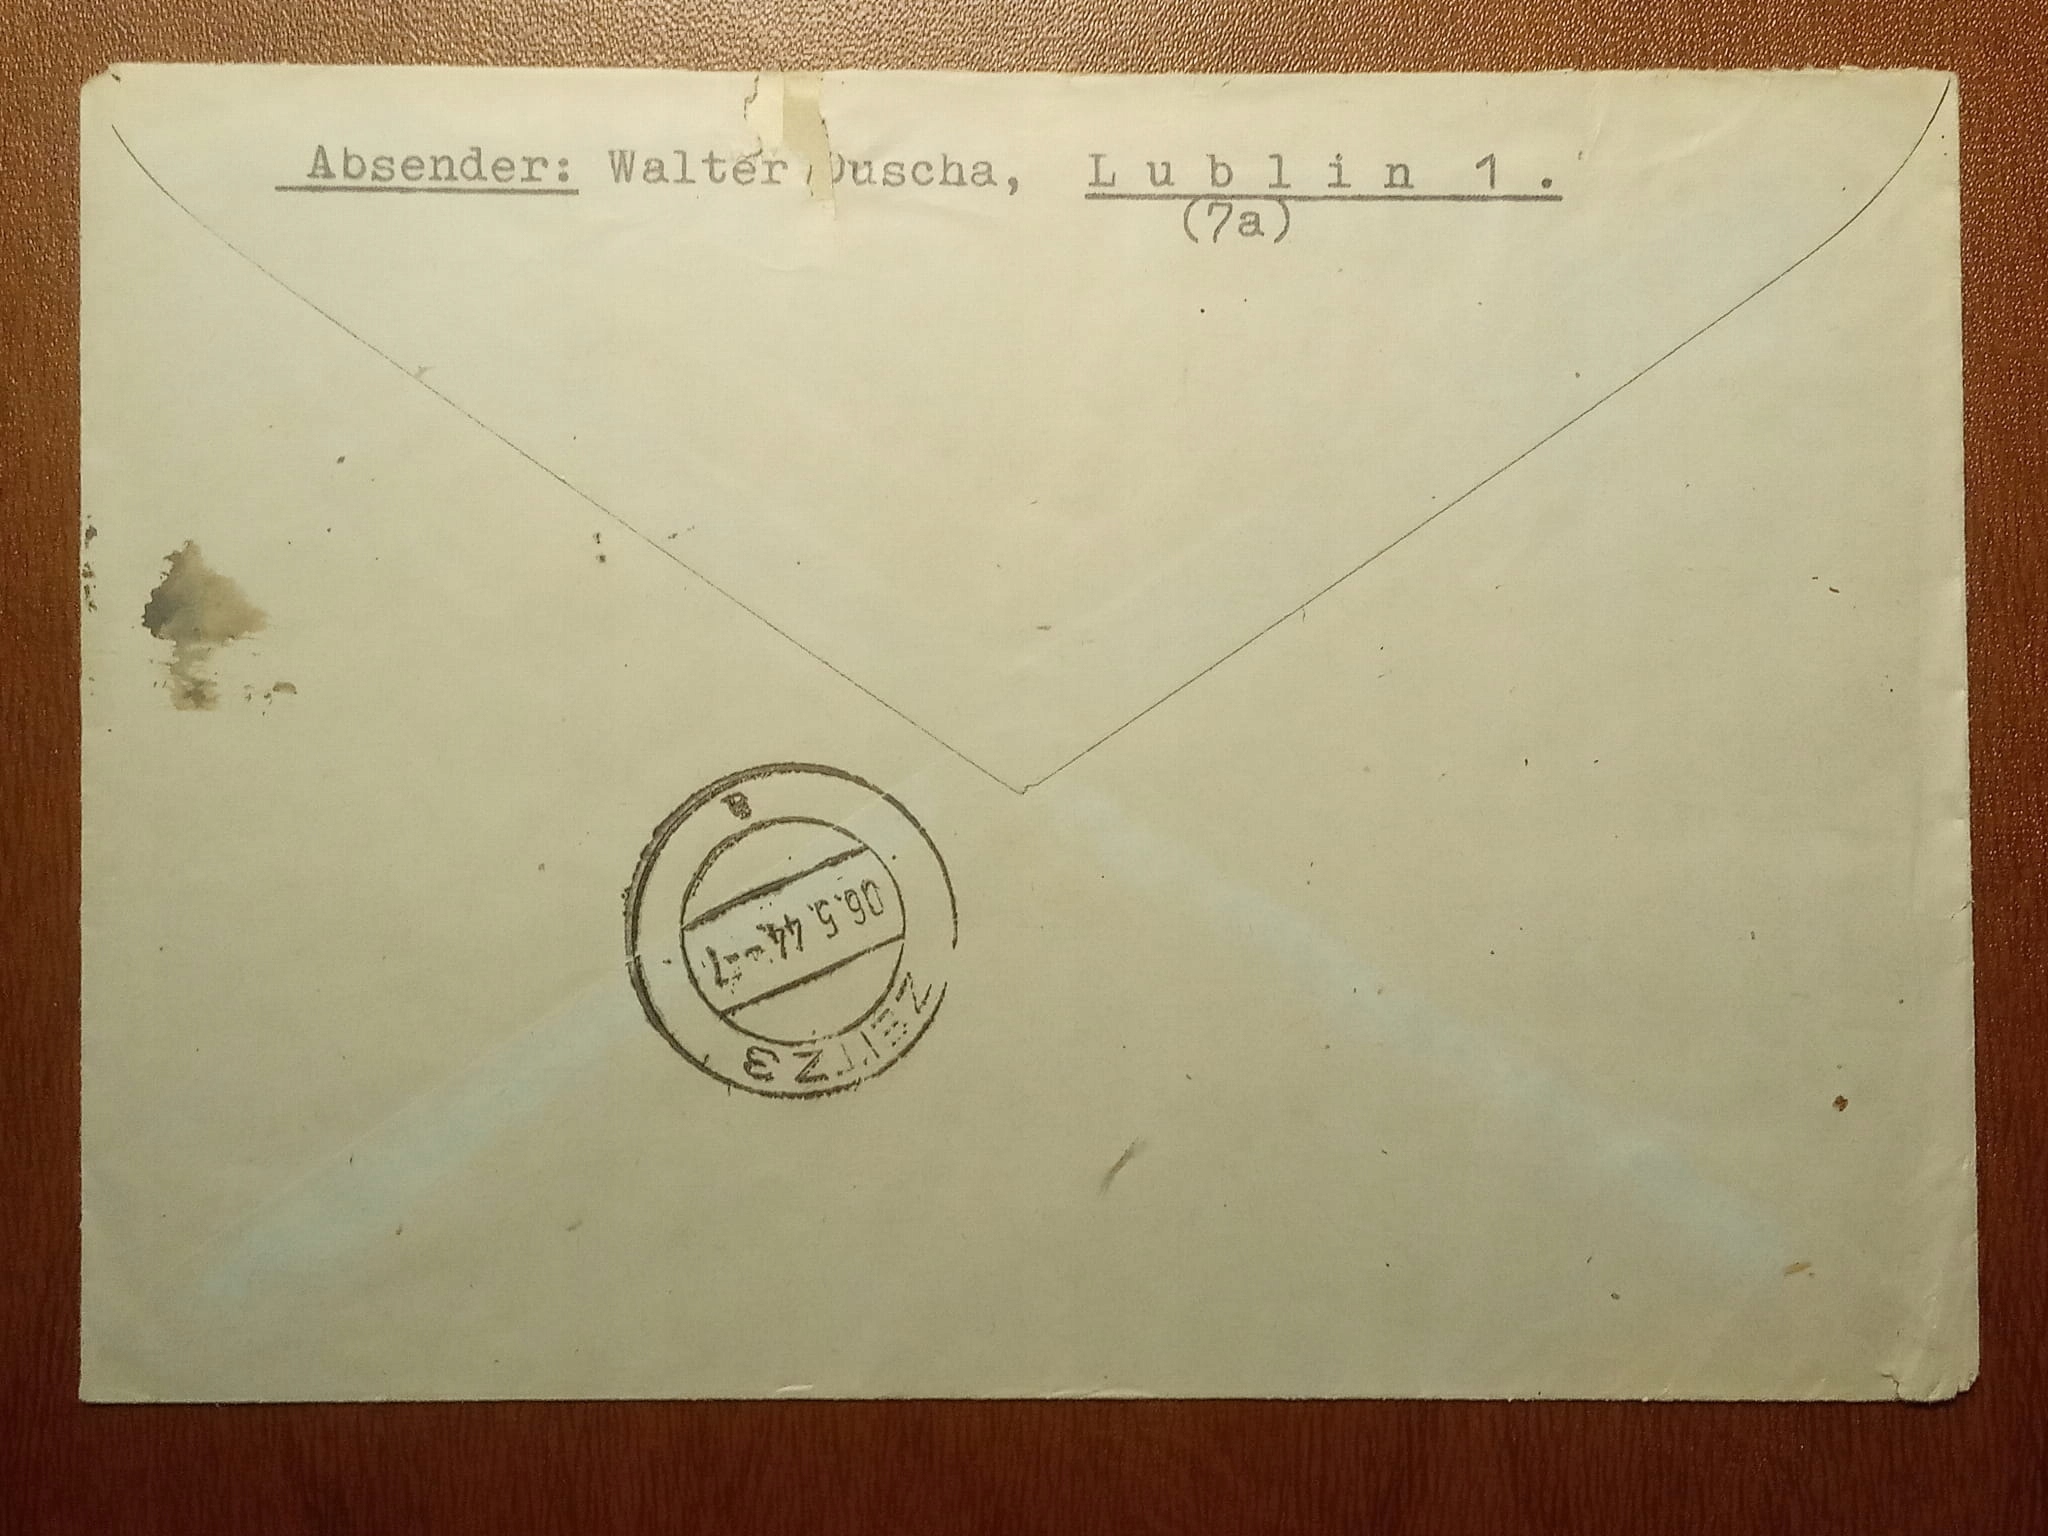 Absender: Walter Duscha, Lublin 1.
(7a)
a
06.5.44.--7
ZEITZ 3